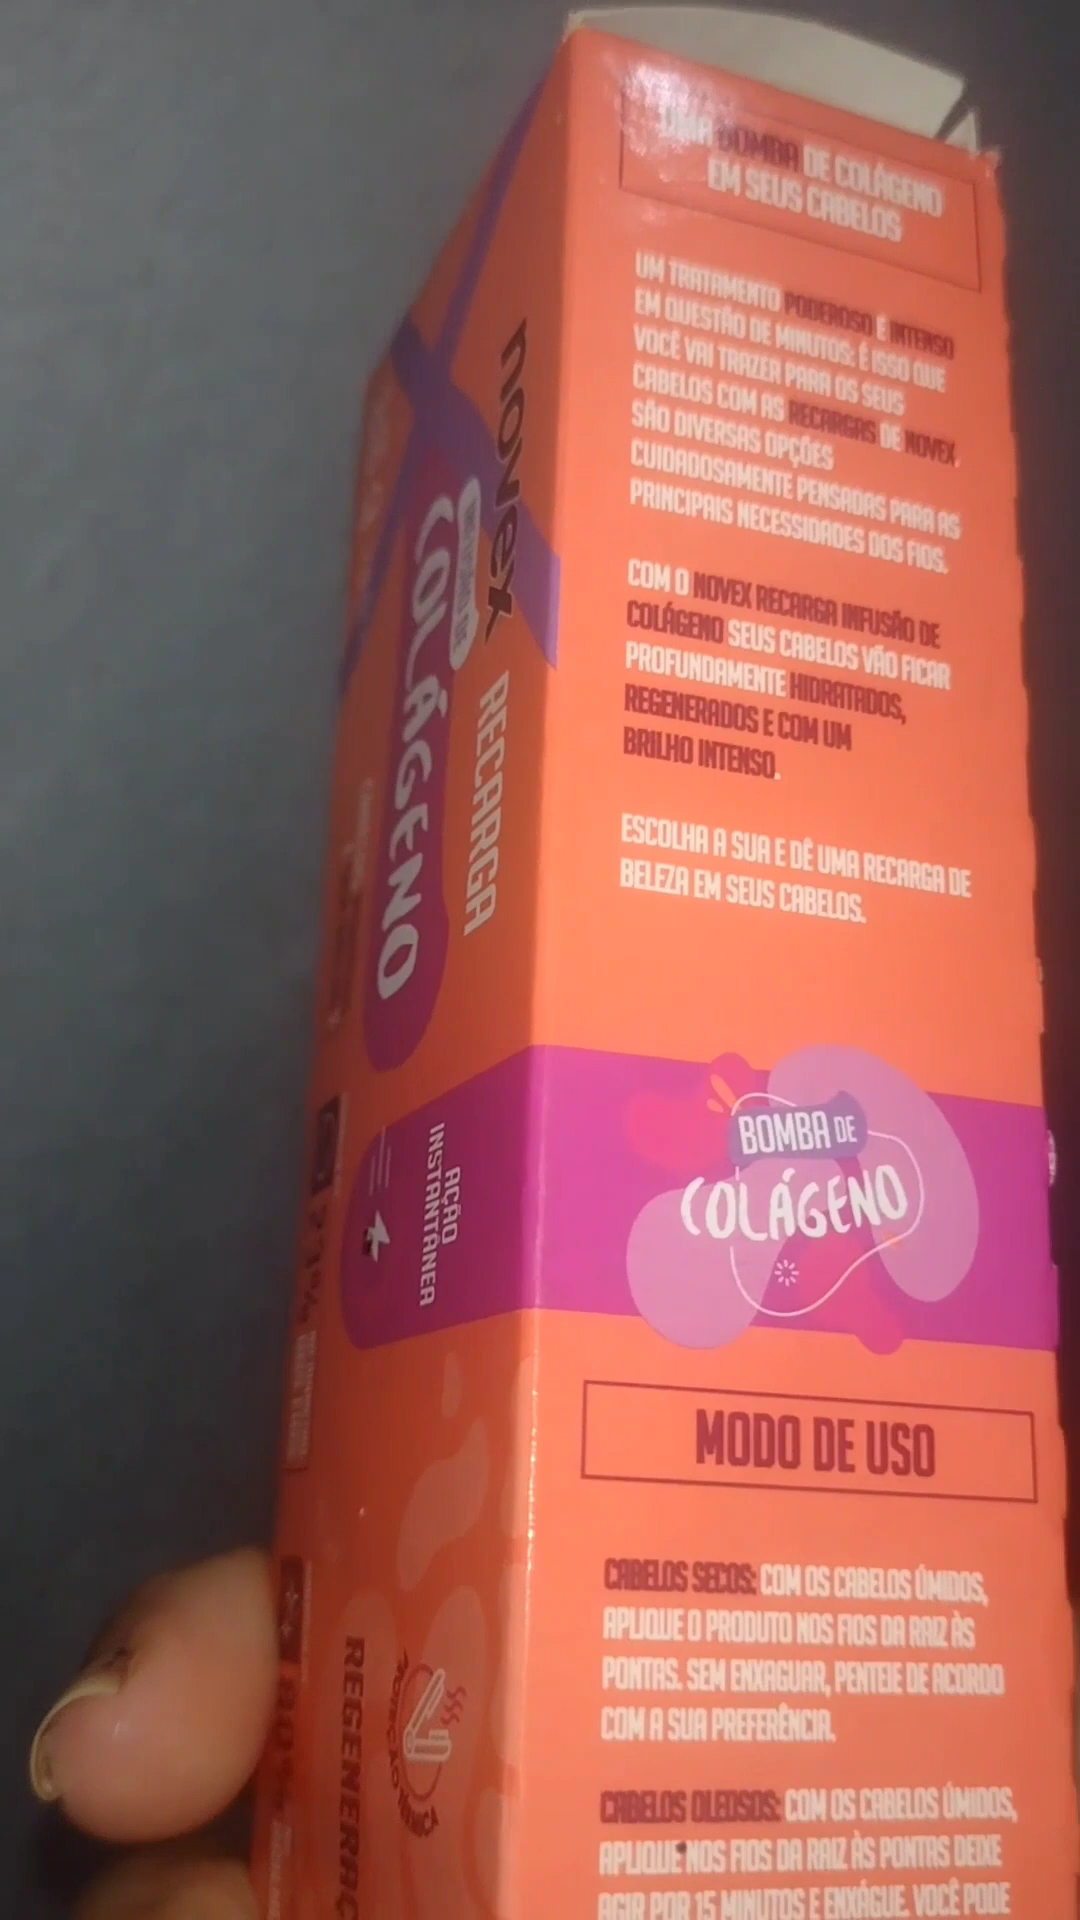 UMA BOMBA DE COLÁGENO
EM SEUS CABELOS
UM TRATAMENTO PODEROSO E INTENSO
EM QUESTÃO DE MINUTOS: É ISSO QUE
VOCÊ VAI TRAZER PARA OS SEUS
CABELOS COM AS RECARGAS DE NOVEX.
SÃO DIVERSAS OPÇÕES
CUIDADOSAMENTE PENSADAS PARA AS
PRINCIPAIS NECESSIDADES DOS FIOS.
COM O NOVEX RECARGA INFUSÃO DE
COLÁGENO SEUS CABELOS VÃO FICAR
PROFUNDAMENTE HIDRATADOS,
REGENERADOS E COM UM
BRILHO INTENSO.
ESCOLHA A SUA E DÊ UMA RECARGA DE
BELEZA EM SEUS CABELOS.
BOMBA DE
COLÁGENO
MODO DE USO
CABELOS SECOS: COM OS CABELOS ÚMIDOS,
APLIQUE O PRODUTO NOS FIOS DA RAIZ ÀS
PONTAS. SEM ENXAGUAR, PENTEIE DE ACORDO
COM A SUA PREFERÊNCIA.
CABELOS OLEOSOS: COM OS CABELOS ÚMIDOS,
APLIQUE NOS FIOS DA RAIZ ÀS PONTAS DEIXE
AGIR POR 15 MINUTOS E ENXÁGUE. VOCÊ PODE
novex RECARGA
COLÁGENO
AÇÃO
INSTANTÂNEA